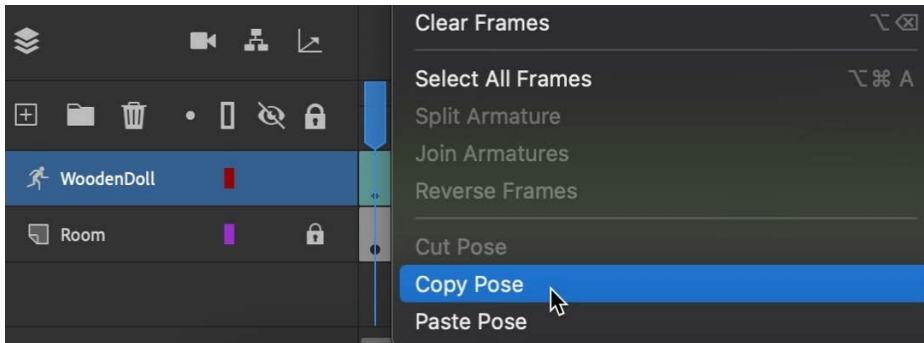 Clear Frames ⌥⌫
Select All Frames ⌥⌘ A
Split Armature
Join Armatures
WoodenDoll
Reverse Frames
Room
Cut Pose
Copy Pose
Paste Pose